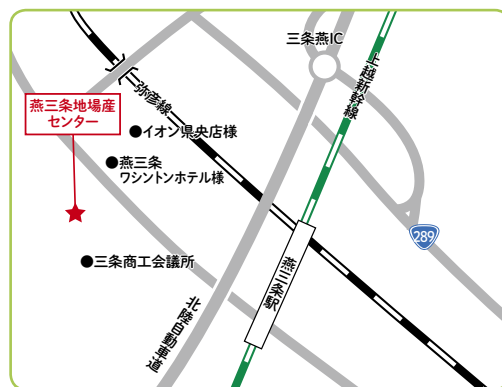 三条燕IC
上越新幹線
弥彦線
燕三条地場産
センター
●イオン県央店様
●燕三条
ワシントンホテル様
289
●三条商工会議所
燕三条駅
北陸自動車道